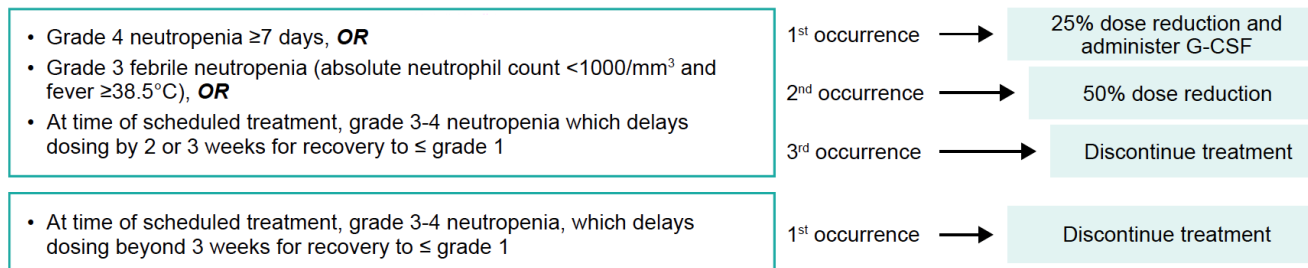 • Grade 4 neutropenia ≥7 days, OR
• Grade 3 febrile neutropenia (absolute neutrophil count <1000/mm³ and
fever ≥38.5°C), OR
• At time of scheduled treatment, grade 3-4 neutropenia which delays
dosing by 2 or 3 weeks for recovery to ≤ grade 1
1st occurrence
25% dose reduction and
administer G-CSF
2nd occurrence
50% dose reduction
3rd occurrence
Discontinue treatment
• At time of scheduled treatment, grade 3-4 neutropenia, which delays
dosing beyond 3 weeks for recovery to ≤ grade 1
1st occurrence
Discontinue treatment